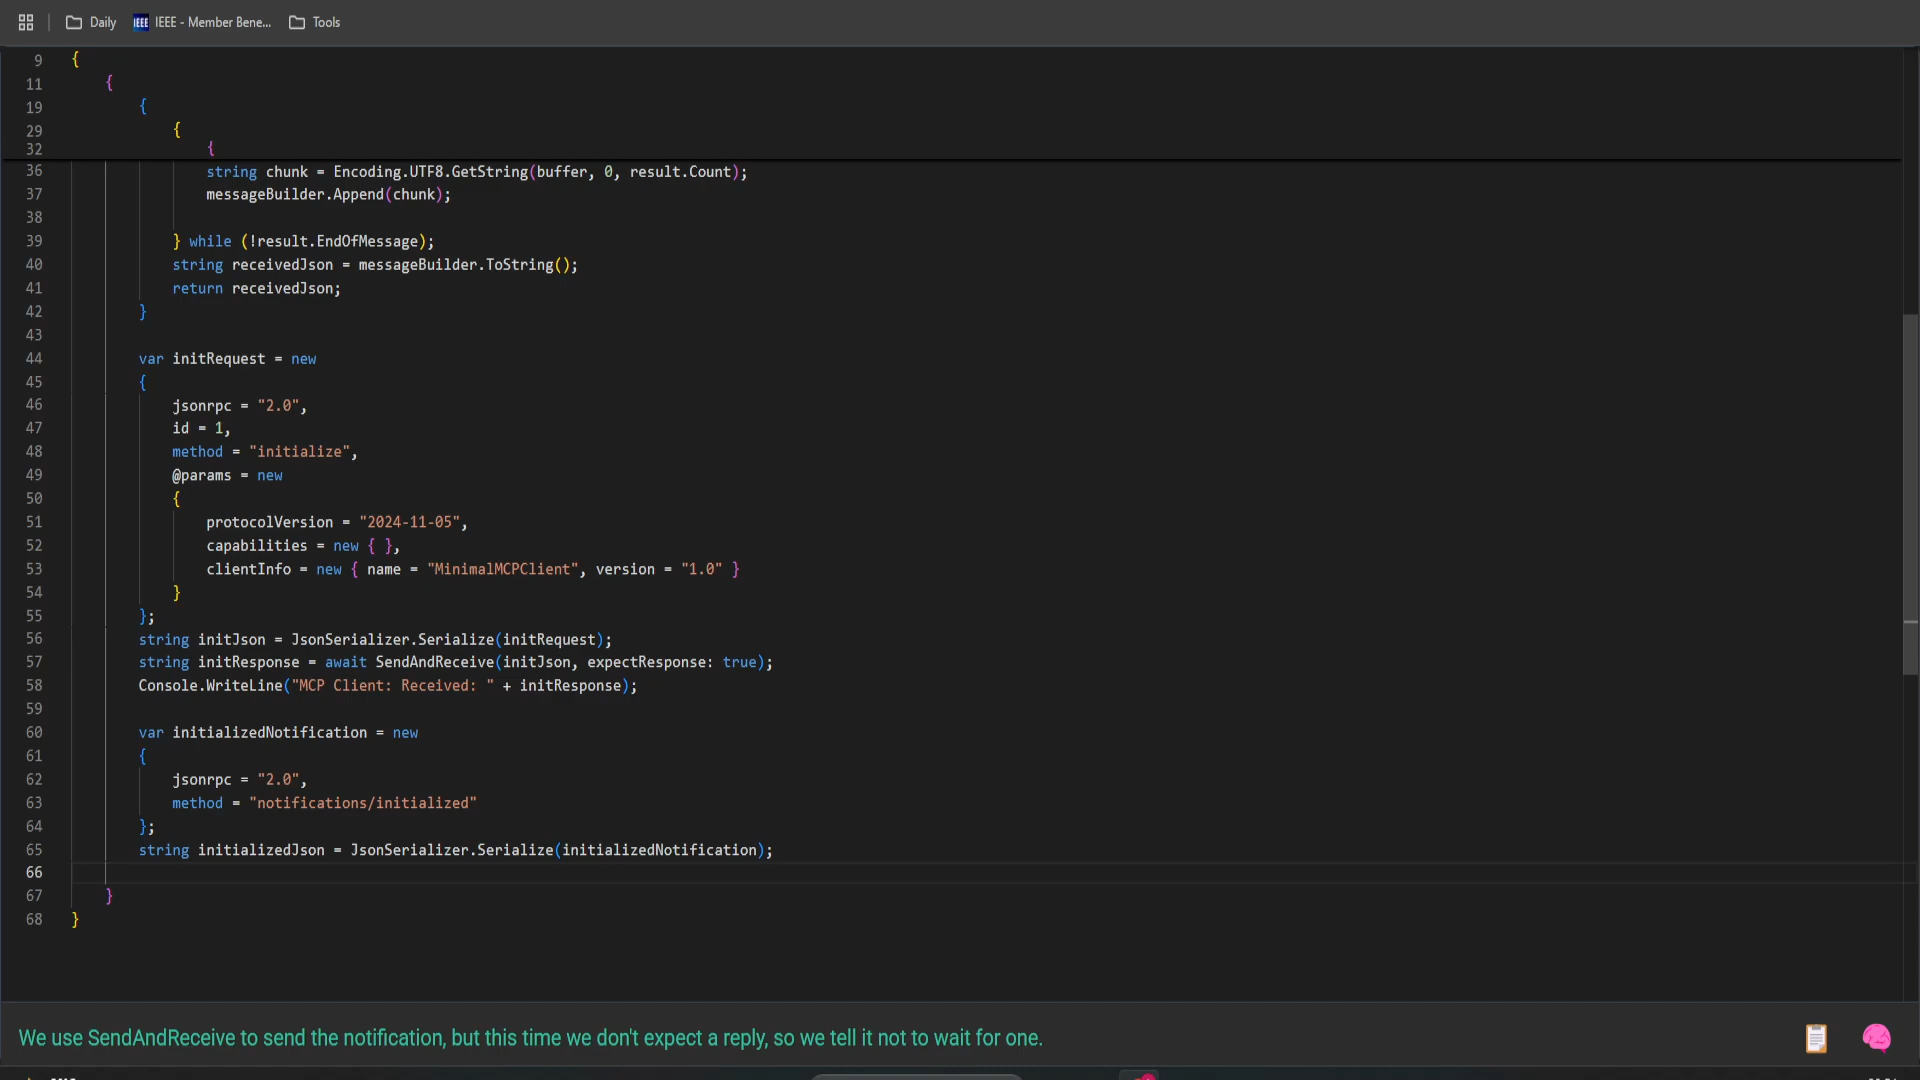 Daily IEEE IEEE - Member Bene... Tools
9 {
11 {
19 {
29 {
32 {
36 string chunk = Encoding.UTF8.GetString(buffer, 0, result.Count);
37 messageBuilder.Append(chunk);
38
39 } while (!result.EndOfMessage);
40 string receivedJson = messageBuilder.ToString();
41 return receivedJson;
42 }
43
44 var initRequest = new
45 {
46 jsonrpc = "2.0",
47 id = 1,
48 method = "initialize",
49 @params = new
50 {
51 protocolVersion = "2024-11-05",
52 capabilities = new { },
53 clientInfo = new { name = "MinimalMCPClient", version = "1.0" }
54 }
55 };
56 string initJson = JsonSerializer.Serialize(initRequest);
57 string initResponse = await SendAndReceive(initJson, expectResponse: true);
58 Console.WriteLine("MCP Client: Received: " + initResponse);
59
60 var initializedNotification = new
61 {
62 jsonrpc = "2.0",
63 method = "notifications/initialized"
64 };
65 string initializedJson = JsonSerializer.Serialize(initializedNotification);
66
67 }
68 }
We use SendAndReceive to send the notification, but this time we don't expect a reply, so we tell it not to wait for one.